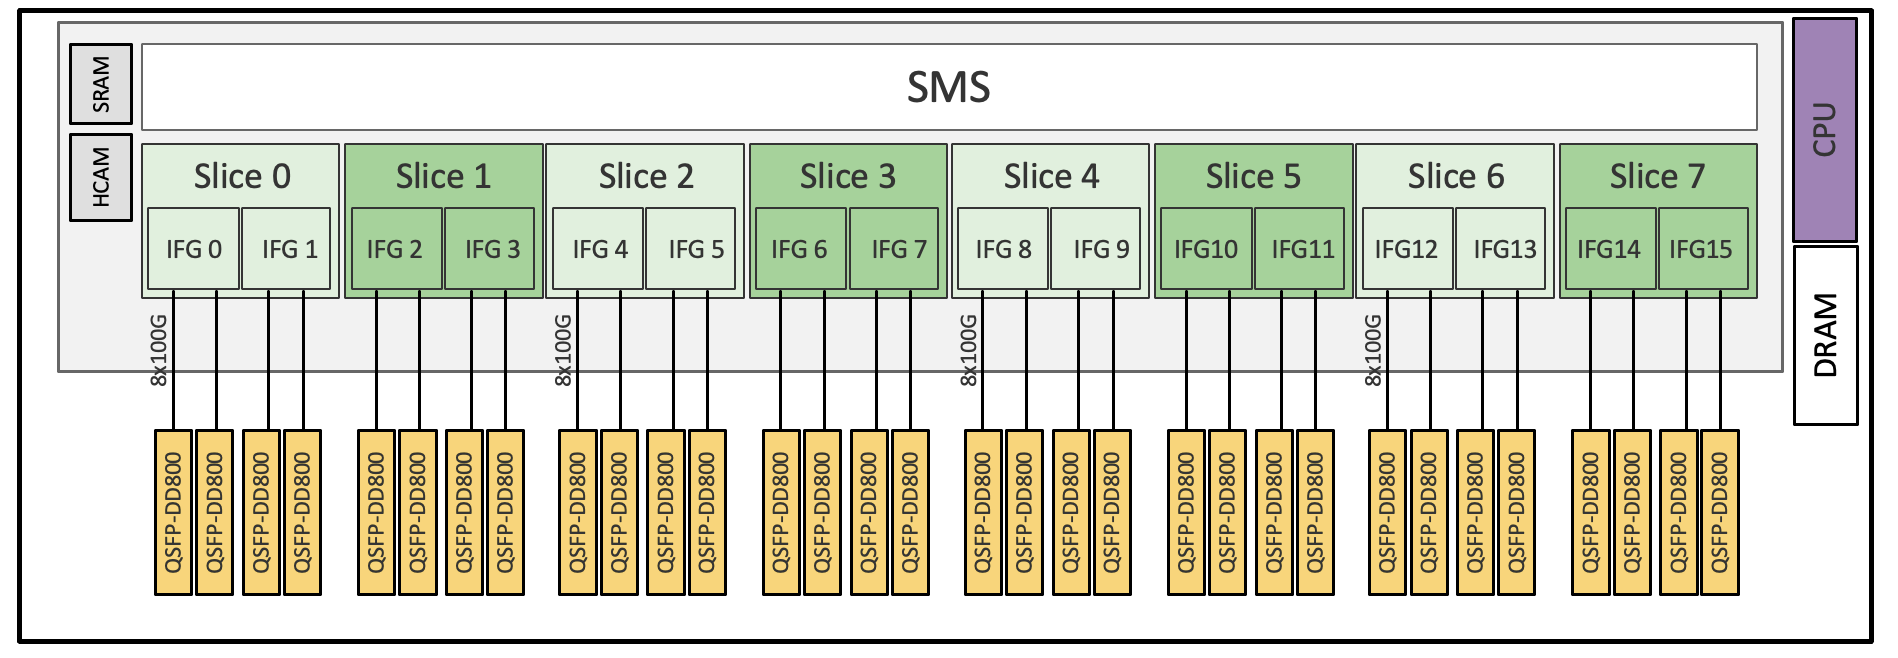 SRAM
SMS
CPU
HCAM
Slice 0 Slice 1 Slice 2 Slice 3 Slice 4 Slice 5 Slice 6 Slice 7
IFG 0 IFG 1 IFG 2 IFG 3 IFG 4 IFG 5 IFG 6 IFG 7 IFG 8 IFG 9 IFG10 IFG11 IFG12 IFG13 IFG14 IFG15
DRAM
8x100G 8x100G 8x100G 8x100G
QSFP-DD800 QSFP-DD800 QSFP-DD800 QSFP-DD800 QSFP-DD800 QSFP-DD800 QSFP-DD800 QSFP-DD800 QSFP-DD800 QSFP-DD800 QSFP-DD800 QSFP-DD800 QSFP-DD800 QSFP-DD800 QSFP-DD800 QSFP-DD800 QSFP-DD800 QSFP-DD800 QSFP-DD800 QSFP-DD800 QSFP-DD800 QSFP-DD800 QSFP-DD800 QSFP-DD800 QSFP-DD800 QSFP-DD800 QSFP-DD800 QSFP-DD800 QSFP-DD800 QSFP-DD800 QSFP-DD800 QSFP-DD800